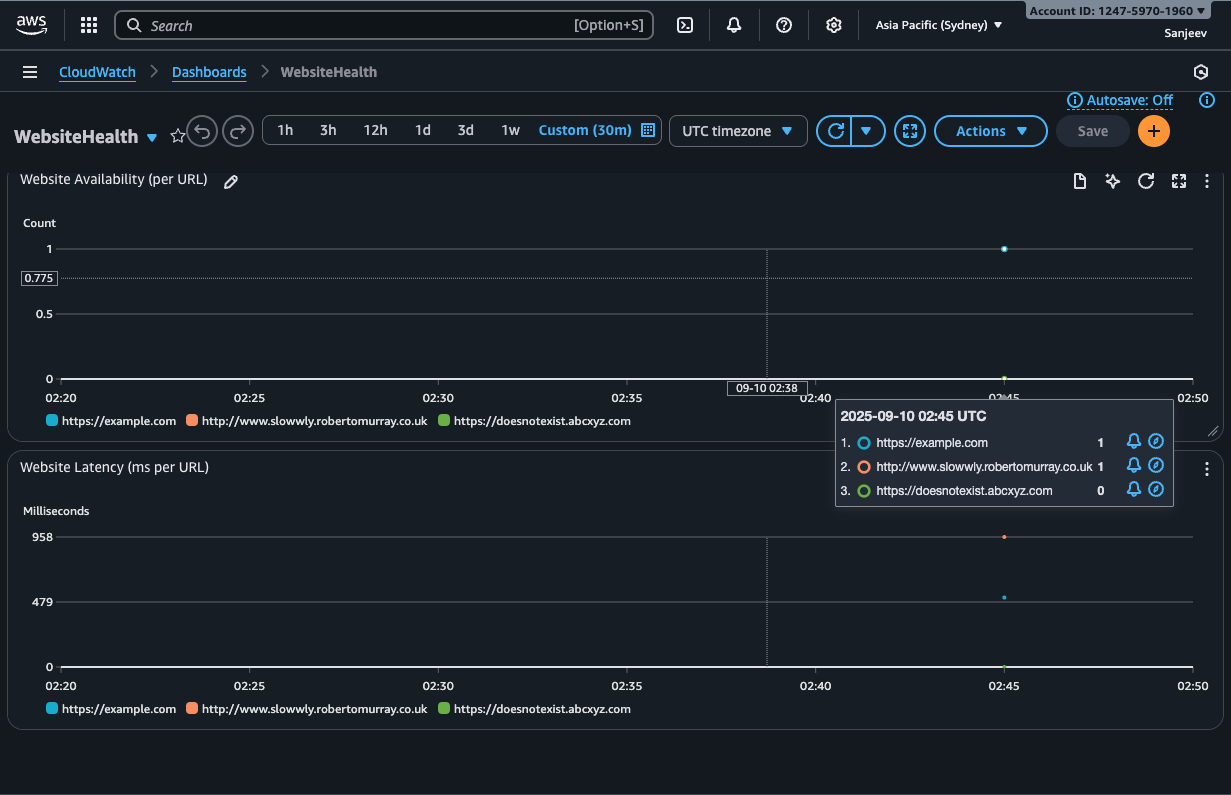 aws
Search [Option+S]
Asia Pacific (Sydney)
Account ID: 1247-5970-1960
Sanjeev
CloudWatch Dashboards WebsiteHealth
Autosave: Off
WebsiteHealth
1h 3h 12h 1d 3d 1w Custom (30m)
UTC timezone
Actions
Save
Website Availability (per URL)
Count
1
0.775
0.5
0
02:20 02:25 02:30 02:35 02:40 02:45 02:50
09-10 02:38
https://example.com http://www.slowwly.robertomurray.co.uk https://doesnotexist.abcxyz.com
2025-09-10 02:45 UTC
1. https://example.com 1
2. http://www.slowwly.robertomurray.co.uk 1
3. https://doesnotexist.abcxyz.com 0
Website Latency (ms per URL)
Milliseconds
958
479
0
02:20 02:25 02:30 02:35 02:40 02:45 02:50
https://example.com http://www.slowwly.robertomurray.co.uk https://doesnotexist.abcxyz.com